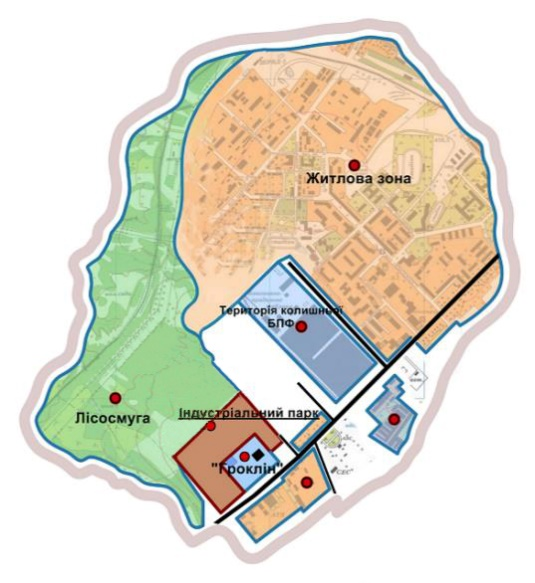 Житлова зона
Територія колишньої
БПФ
Індустріальний парк
Лісосмуга
"Гроклін"